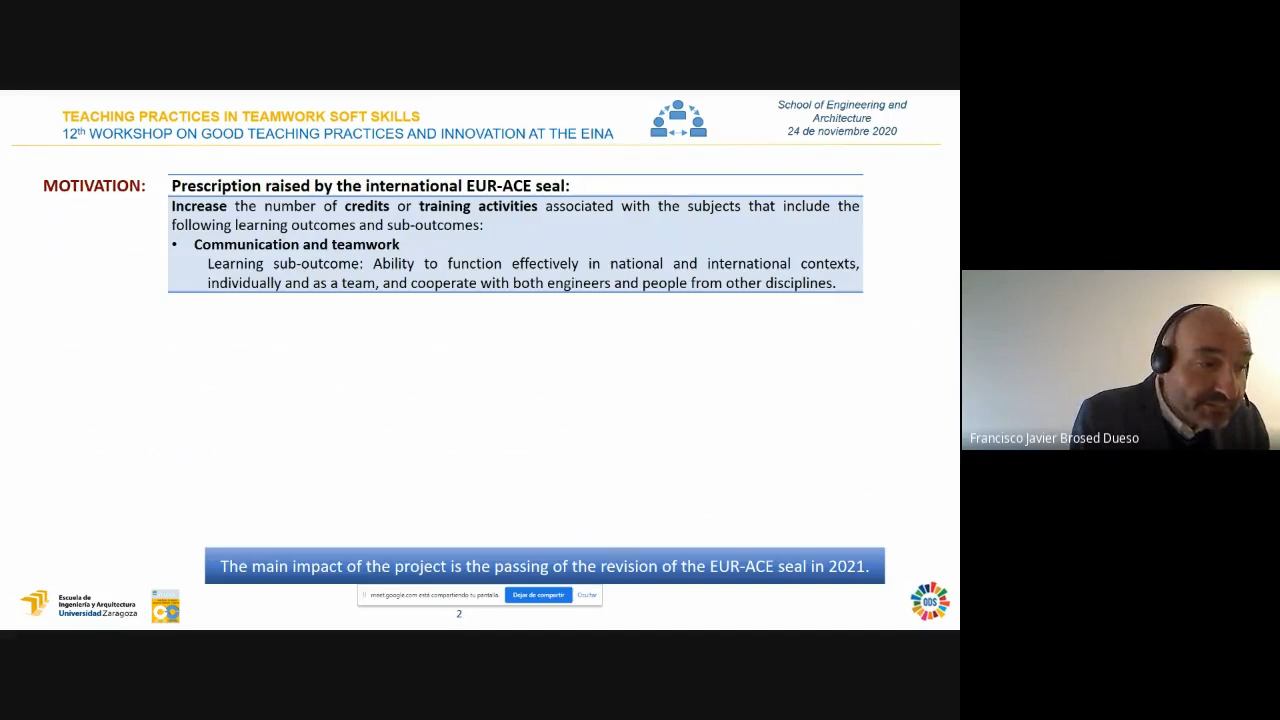 TEACHING PRACTICES IN TEAMWORK SOFT SKILLS
12th WORKSHOP ON GOOD TEACHING PRACTICES AND INNOVATION AT THE EINA
School of Engineering and
Architecture
24 de noviembre 2020
MOTIVATION:
Prescription raised by the international EUR-ACE seal:
Increase the number of credits or training activities associated with the subjects that include the
following learning outcomes and sub-outcomes:
• Communication and teamwork
Learning sub-outcome: Ability to function effectively in national and international contexts,
individually and as a team, and cooperate with both engineers and people from other disciplines.
Francisco Javier Brosed Dueso
The main impact of the project is the passing of the revision of the EUR-ACE seal in 2021.
meet.google.com está compartiendo tu pantalla.
Dejar de compartir
Escuela de
Ingeniería y Arquitectura
Universidad Zaragoza
2
ODS